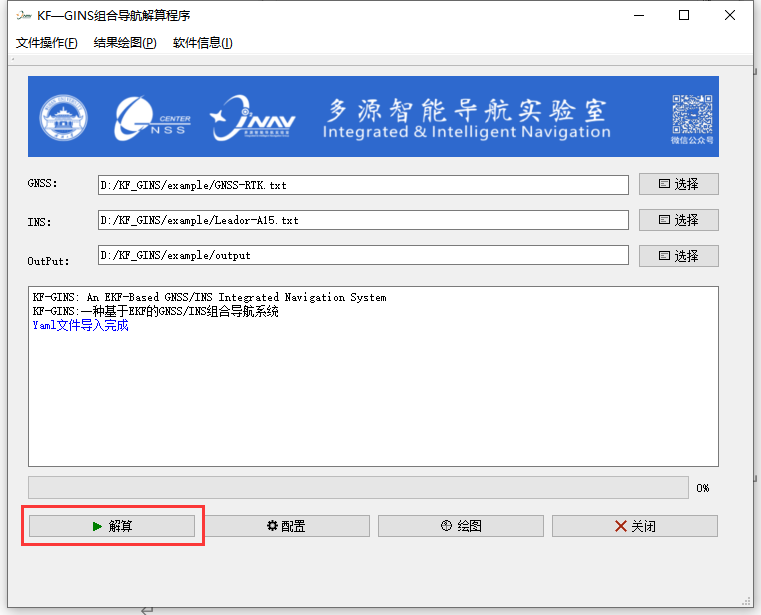 KF—GINS组合导航解算程序
文件操作(F) 结果绘图(P) 软件信息(I)
CENTER
NSS
INAV
多源智能导航实验室
Integrated & Intelligent Navigation
微信公众号
GNSS: D:/KF_GINS/example/GNSS-RTK.txt 选择
INS: D:/KF_GINS/example/Leador-A15.txt 选择
OutPut: D:/KF_GINS/example/output 选择
KF-GINS: An EKF-Based GNSS/INS Integrated Navigation System
KF-GINS:一种基于EKF的GNSS/INS组合导航系统
Yaml文件导入完成
0%
解算 配置 绘图 关闭